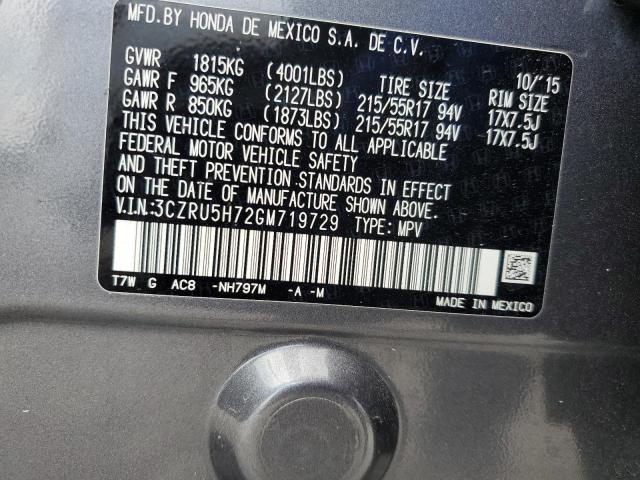 MFD. BY HONDA DE MEXICO S.A. DE C.V.
10/'15
GVWR 1815KG (4001LBS) TIRE SIZE RIM SIZE
GAWR F 965KG (2127LBS) 215/55R17 94V 17X7.5J
GAWR R 850KG (1873LBS) 215/55R17 94V 17X7.5J
THIS VEHICLE CONFORMS TO ALL APPLICABLE
FEDERAL MOTOR VEHICLE SAFETY
AND THEFT PREVENTION STANDARDS IN EFFECT
ON THE DATE OF MANUFACTURE SHOWN ABOVE.
V.I.N.:3CZRU5H72GM719729 TYPE: MPV
T7W G AC8 -NH797M -A -M
MADE IN MEXICO